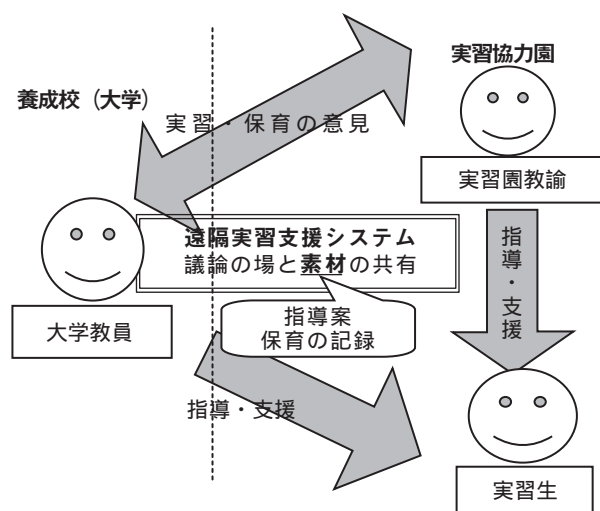 実習協力園
養成校（大学）
実習・保育の意見
実習園教諭
遠隔実習支援システム
議論の場と素材の共有
指導・支援
指導案
保育の記録
大学教員
指導・支援
実習生